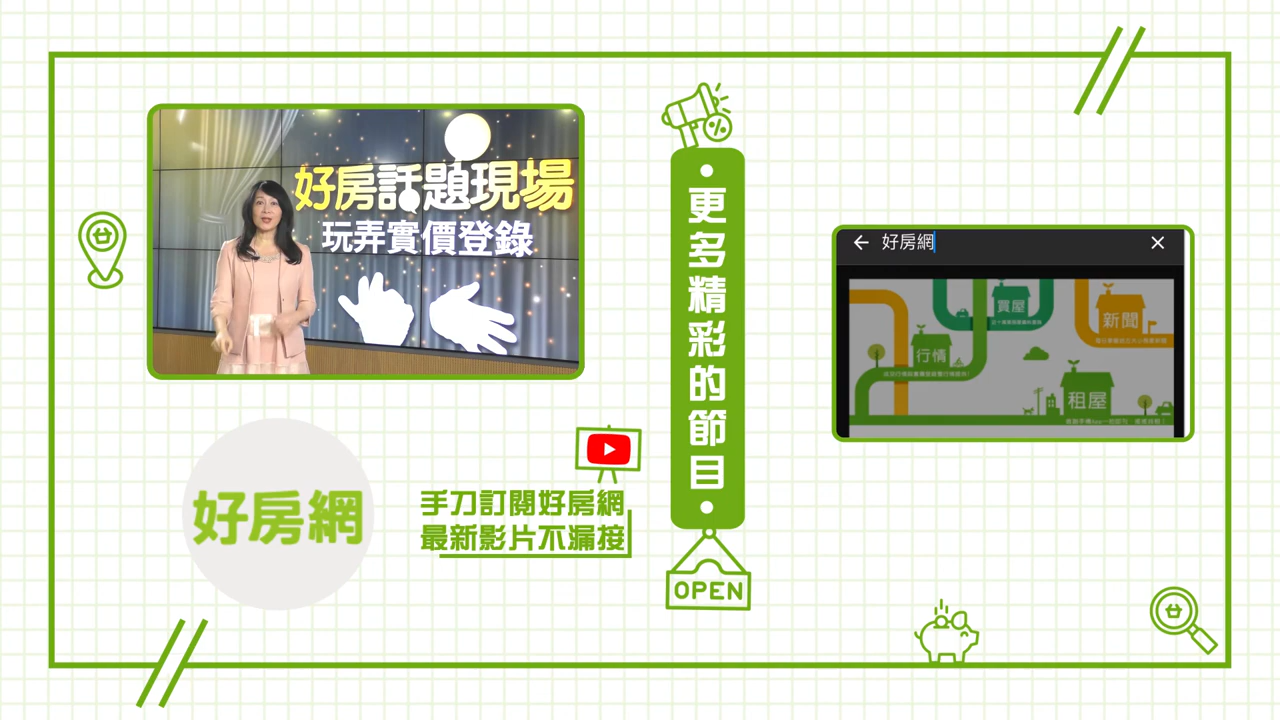 好房話題現場
玩弄實價登錄
好房網
手刀訂閱好房網
最新影片不漏接
更多精彩的節目
OPEN
好房網
買屋
新聞
行情
租屋